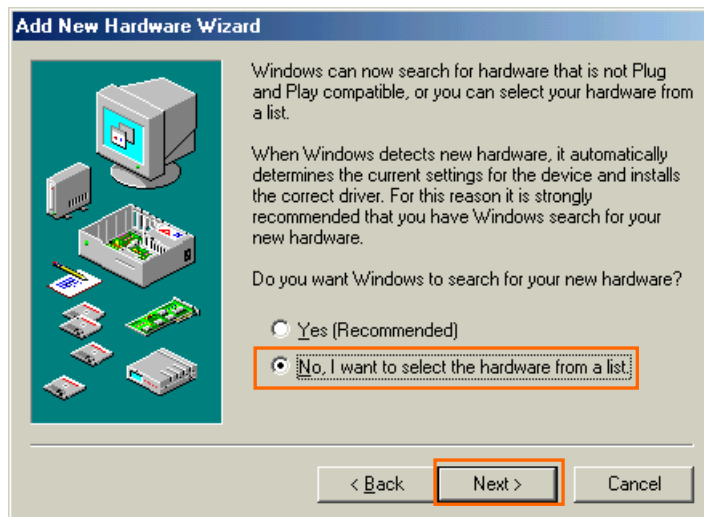 Add New Hardware Wizard
Windows can now search for hardware that is not Plug
and Play compatible, or you can select your hardware from
a list.
When Windows detects new hardware, it automatically
determines the current settings for the device and installs
the correct driver. For this reason it is strongly
recommended that you have Windows search for your
new hardware.
Do you want Windows to search for your new hardware?
Yes (Recommended)
No, I want to select the hardware from a list.
< Back
Next >
Cancel